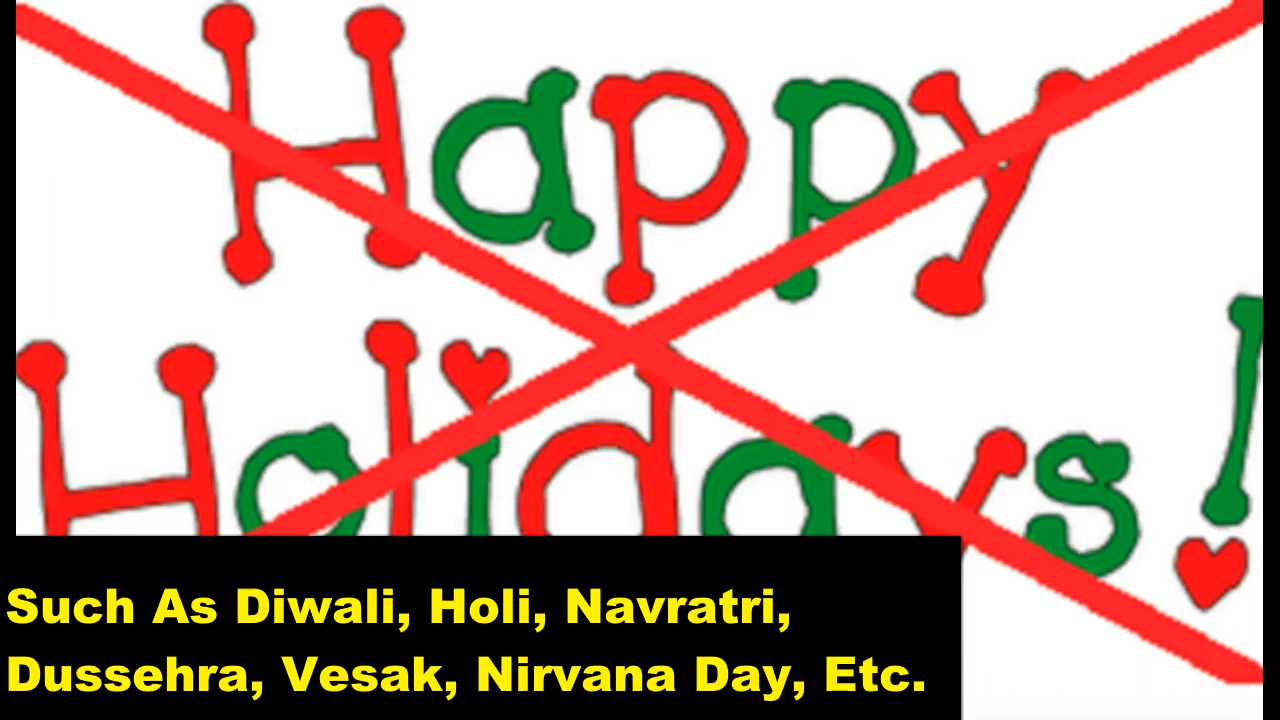 Happy
Holidays!
Such As Diwali, Holi, Navratri,
Dussehra, Vesak, Nirvana Day, Etc.